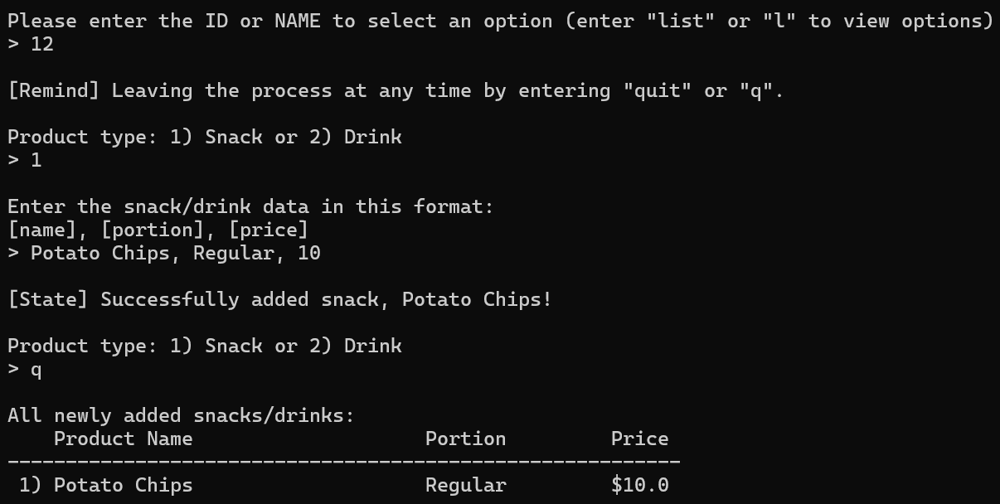 Please enter the ID or NAME to select an option (enter "list" or "l" to view options)
> 12
[Remind] Leaving the process at any time by entering "quit" or "q".
Product type: 1) Snack or 2) Drink
> 1
Enter the snack/drink data in this format:
[name], [portion], [price]
> Potato Chips, Regular, 10
[State] Successfully added snack, Potato Chips!
Product type: 1) Snack or 2) Drink
> q
All newly added snacks/drinks:
Product Name Portion Price
----------------------------------------------------------
1) Potato Chips Regular $10.0